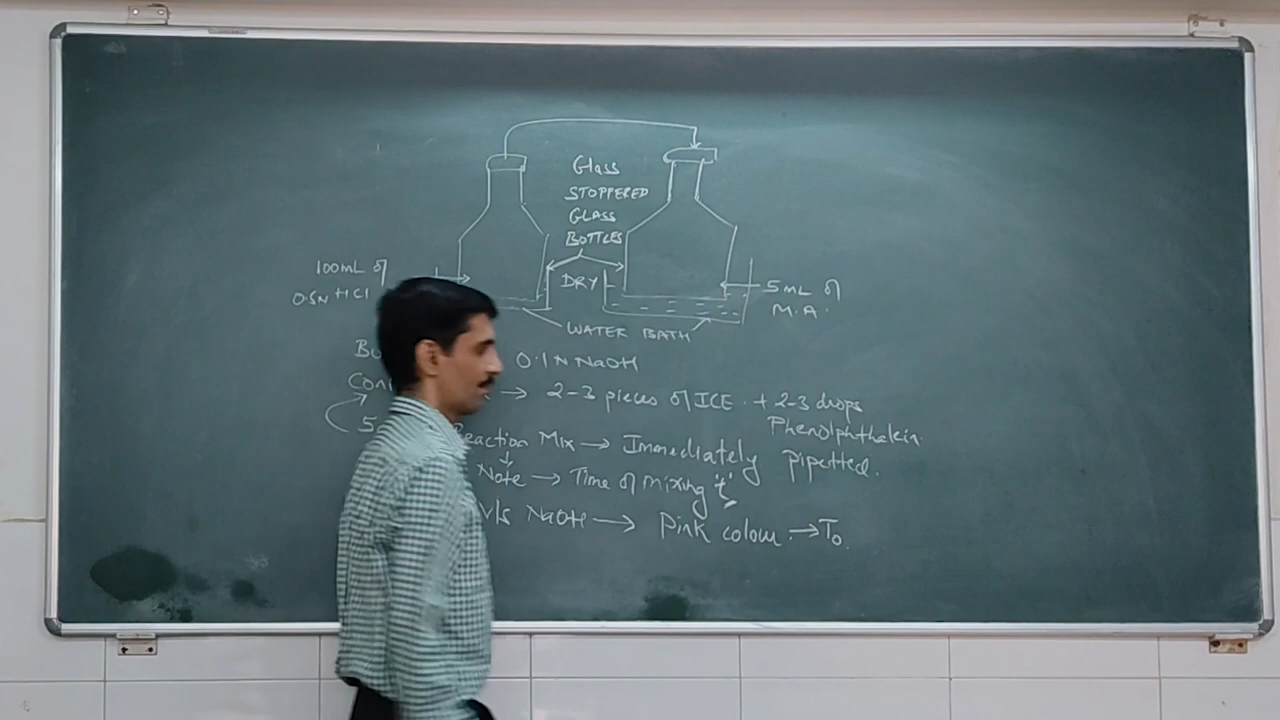 Glass
STOPPERED
GLASS
BOTTLES
DRY
100mL of
0.5N HCl
5mL of
M.A.
WATER BATH
0.1N NaOH
→ 2-3 pieces of ICE. + 2-3 drops
Phenolphthalein.
Reaction Mix → Immediately pipetted.
↓
Note → Time of mixing 't'
V/s NaOH → Pink colour. → T₀.